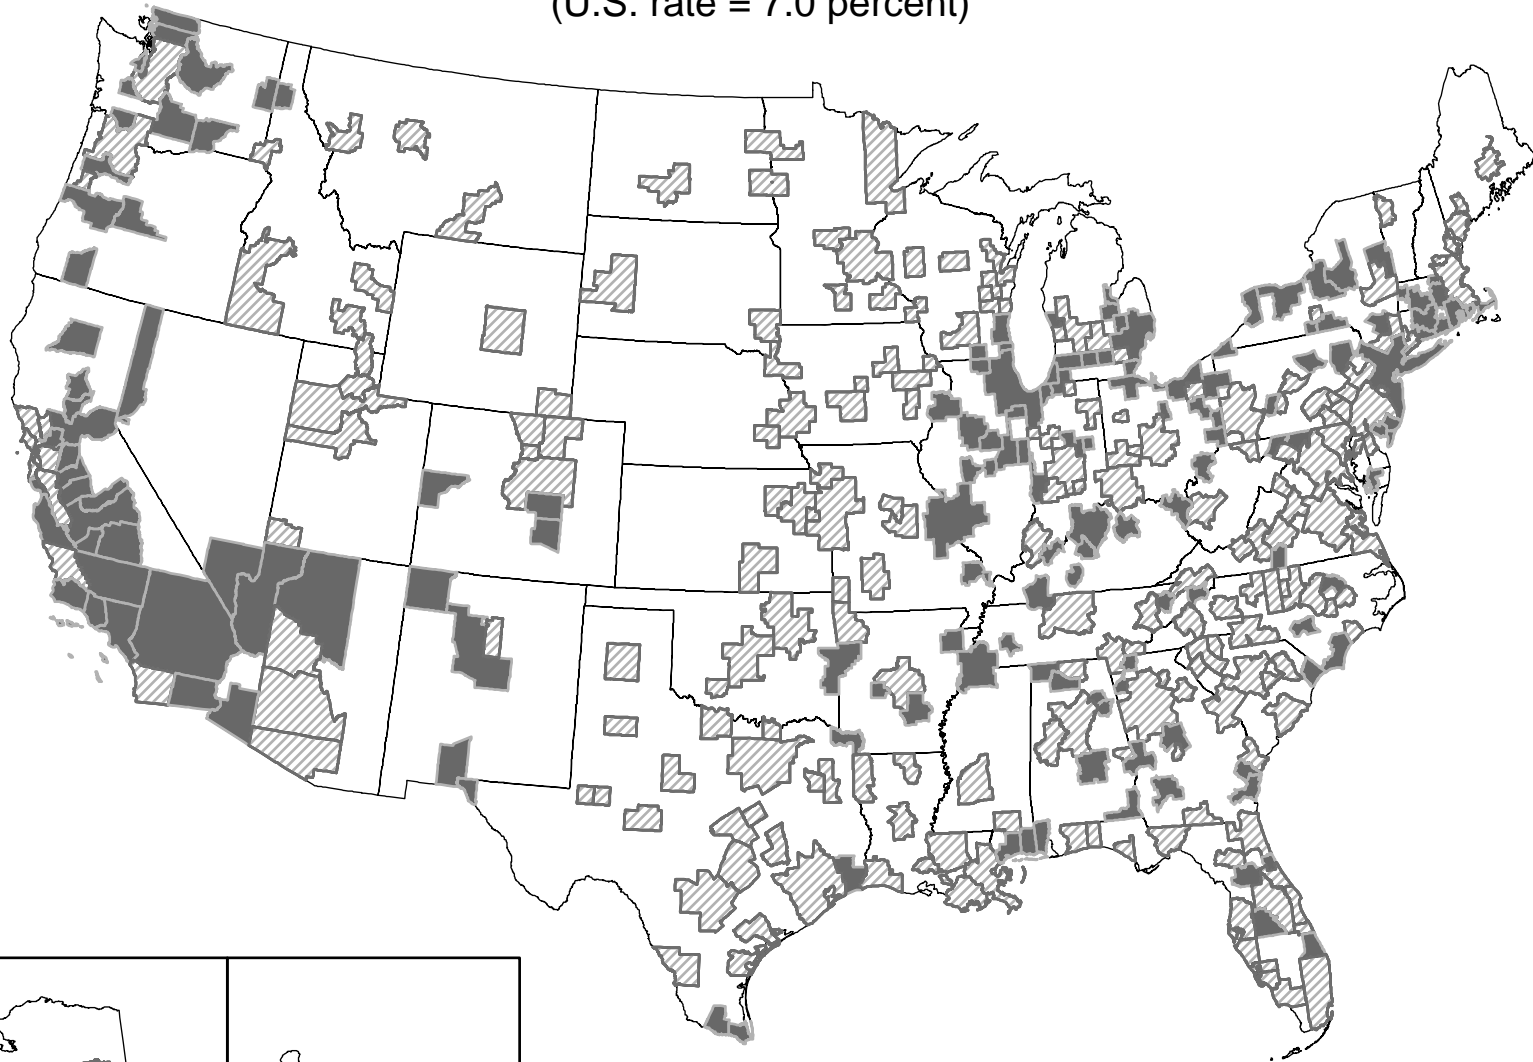 (U.S. rate = 7.0 percent)